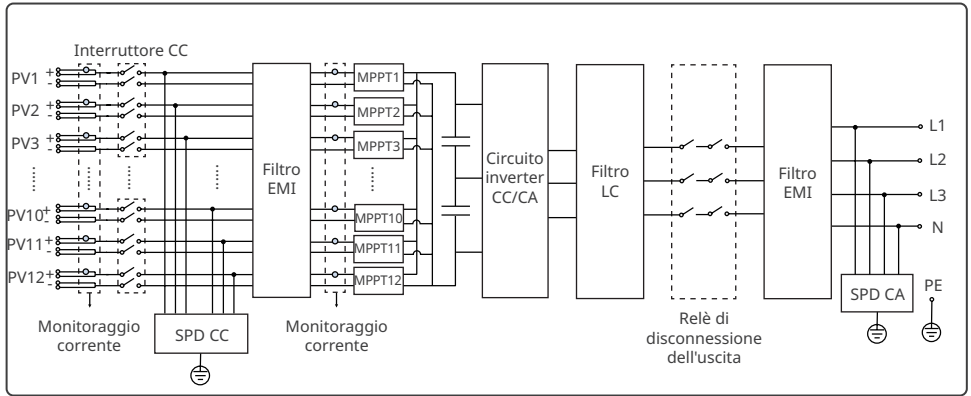 Interruttore CC
PV1 + -
PV2 + -
PV3 + -
PV10 + -
PV11 + -
PV12 + -
Monitoraggio
corrente
SPD CC
Filtro
EMI
Monitoraggio
corrente
MPPT1
MPPT2
MPPT3
MPPT10
MPPT11
MPPT12
Circuito
inverter
CC/CA
Filtro
LC
Relè di
disconnessione
dell'uscita
Filtro
EMI
L1
L2
L3
N
SPD CA
PE